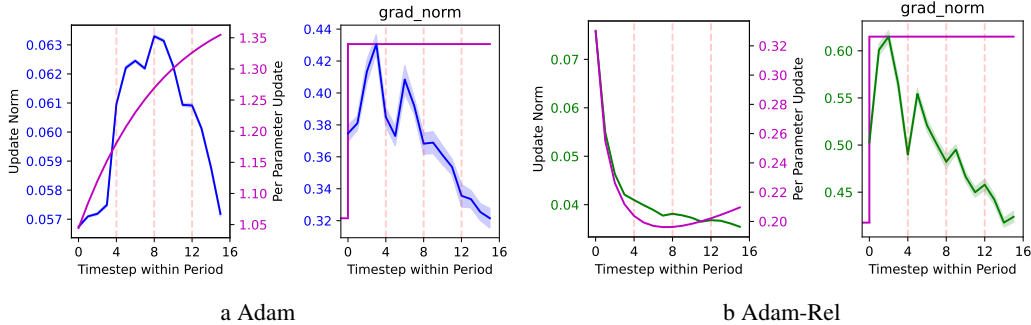 grad_norm
grad_norm
0.063
0.062
0.061
0.060
0.059
0.058
0.057
Update Norm
1.35
1.30
1.25
1.20
1.15
1.10
1.05
Per Parameter Update
0 4 8 12 16
Timestep within Period
0.44
0.42
0.40
0.38
0.36
0.34
0.32
0 4 8 12 16
Timestep within Period
0.07
0.06
0.05
0.04
Update Norm
0.32
0.30
0.28
0.26
0.24
0.22
0.20
Per Parameter Update
0 4 8 12 16
Timestep within Period
0.60
0.55
0.50
0.45
0 4 8 12 16
Timestep within Period
a Adam
b Adam-Rel